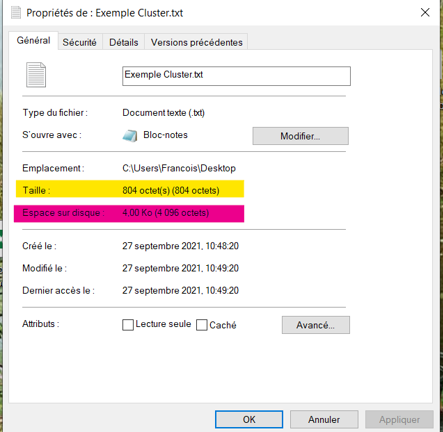 Propriétés de : Exemple Cluster.txt
Général Sécurité Détails Versions précédentes
Exemple Cluster.txt
Type du fichier : Document texte (.txt)
S'ouvre avec : Bloc-notes Modifier...
Emplacement : C:\Users\Francois\Desktop
Taille : 804 octet(s) (804 octets)
Espace sur disque 4,00 Ko (4 096 octets)
Créé le : 27 septembre 2021, 10:48:20
Modifié le : 27 septembre 2021, 10:49:20
Dernier accès le : 27 septembre 2021, 10:49:20
Attributs : Lecture seule Caché Avancé...
OK Annuler Appliquer